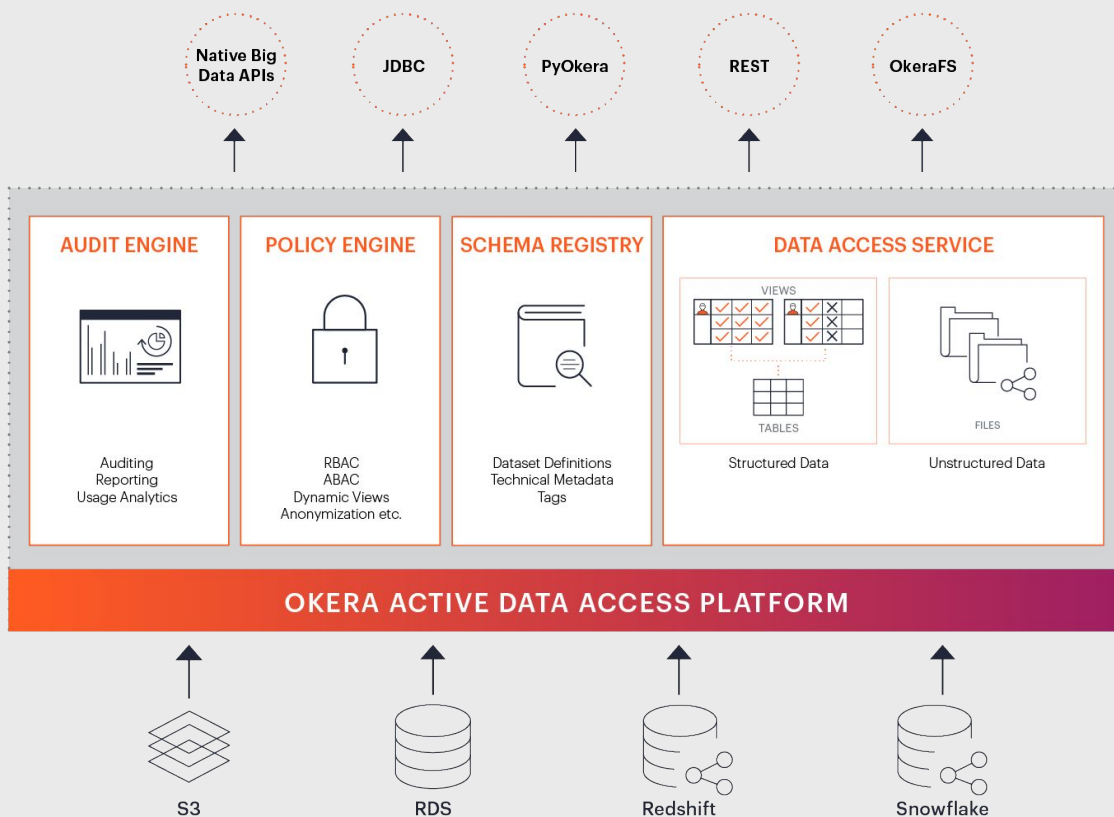 Native Big
Data APIs
JDBC
PyOkera
REST
OkeraFS
AUDIT ENGINE
POLICY ENGINE
SCHEMA REGISTRY
DATA ACCESS SERVICE
VIEWS
TABLES
FILES
Auditing
Reporting
Usage Analytics
RBAC
ABAC
Dynamic Views
Anonymization etc.
Dataset Definitions
Technical Metadata
Tags
Structured Data
Unstructured Data
OKERA ACTIVE DATA ACCESS PLATFORM
S3
RDS
Redshift
Snowflake